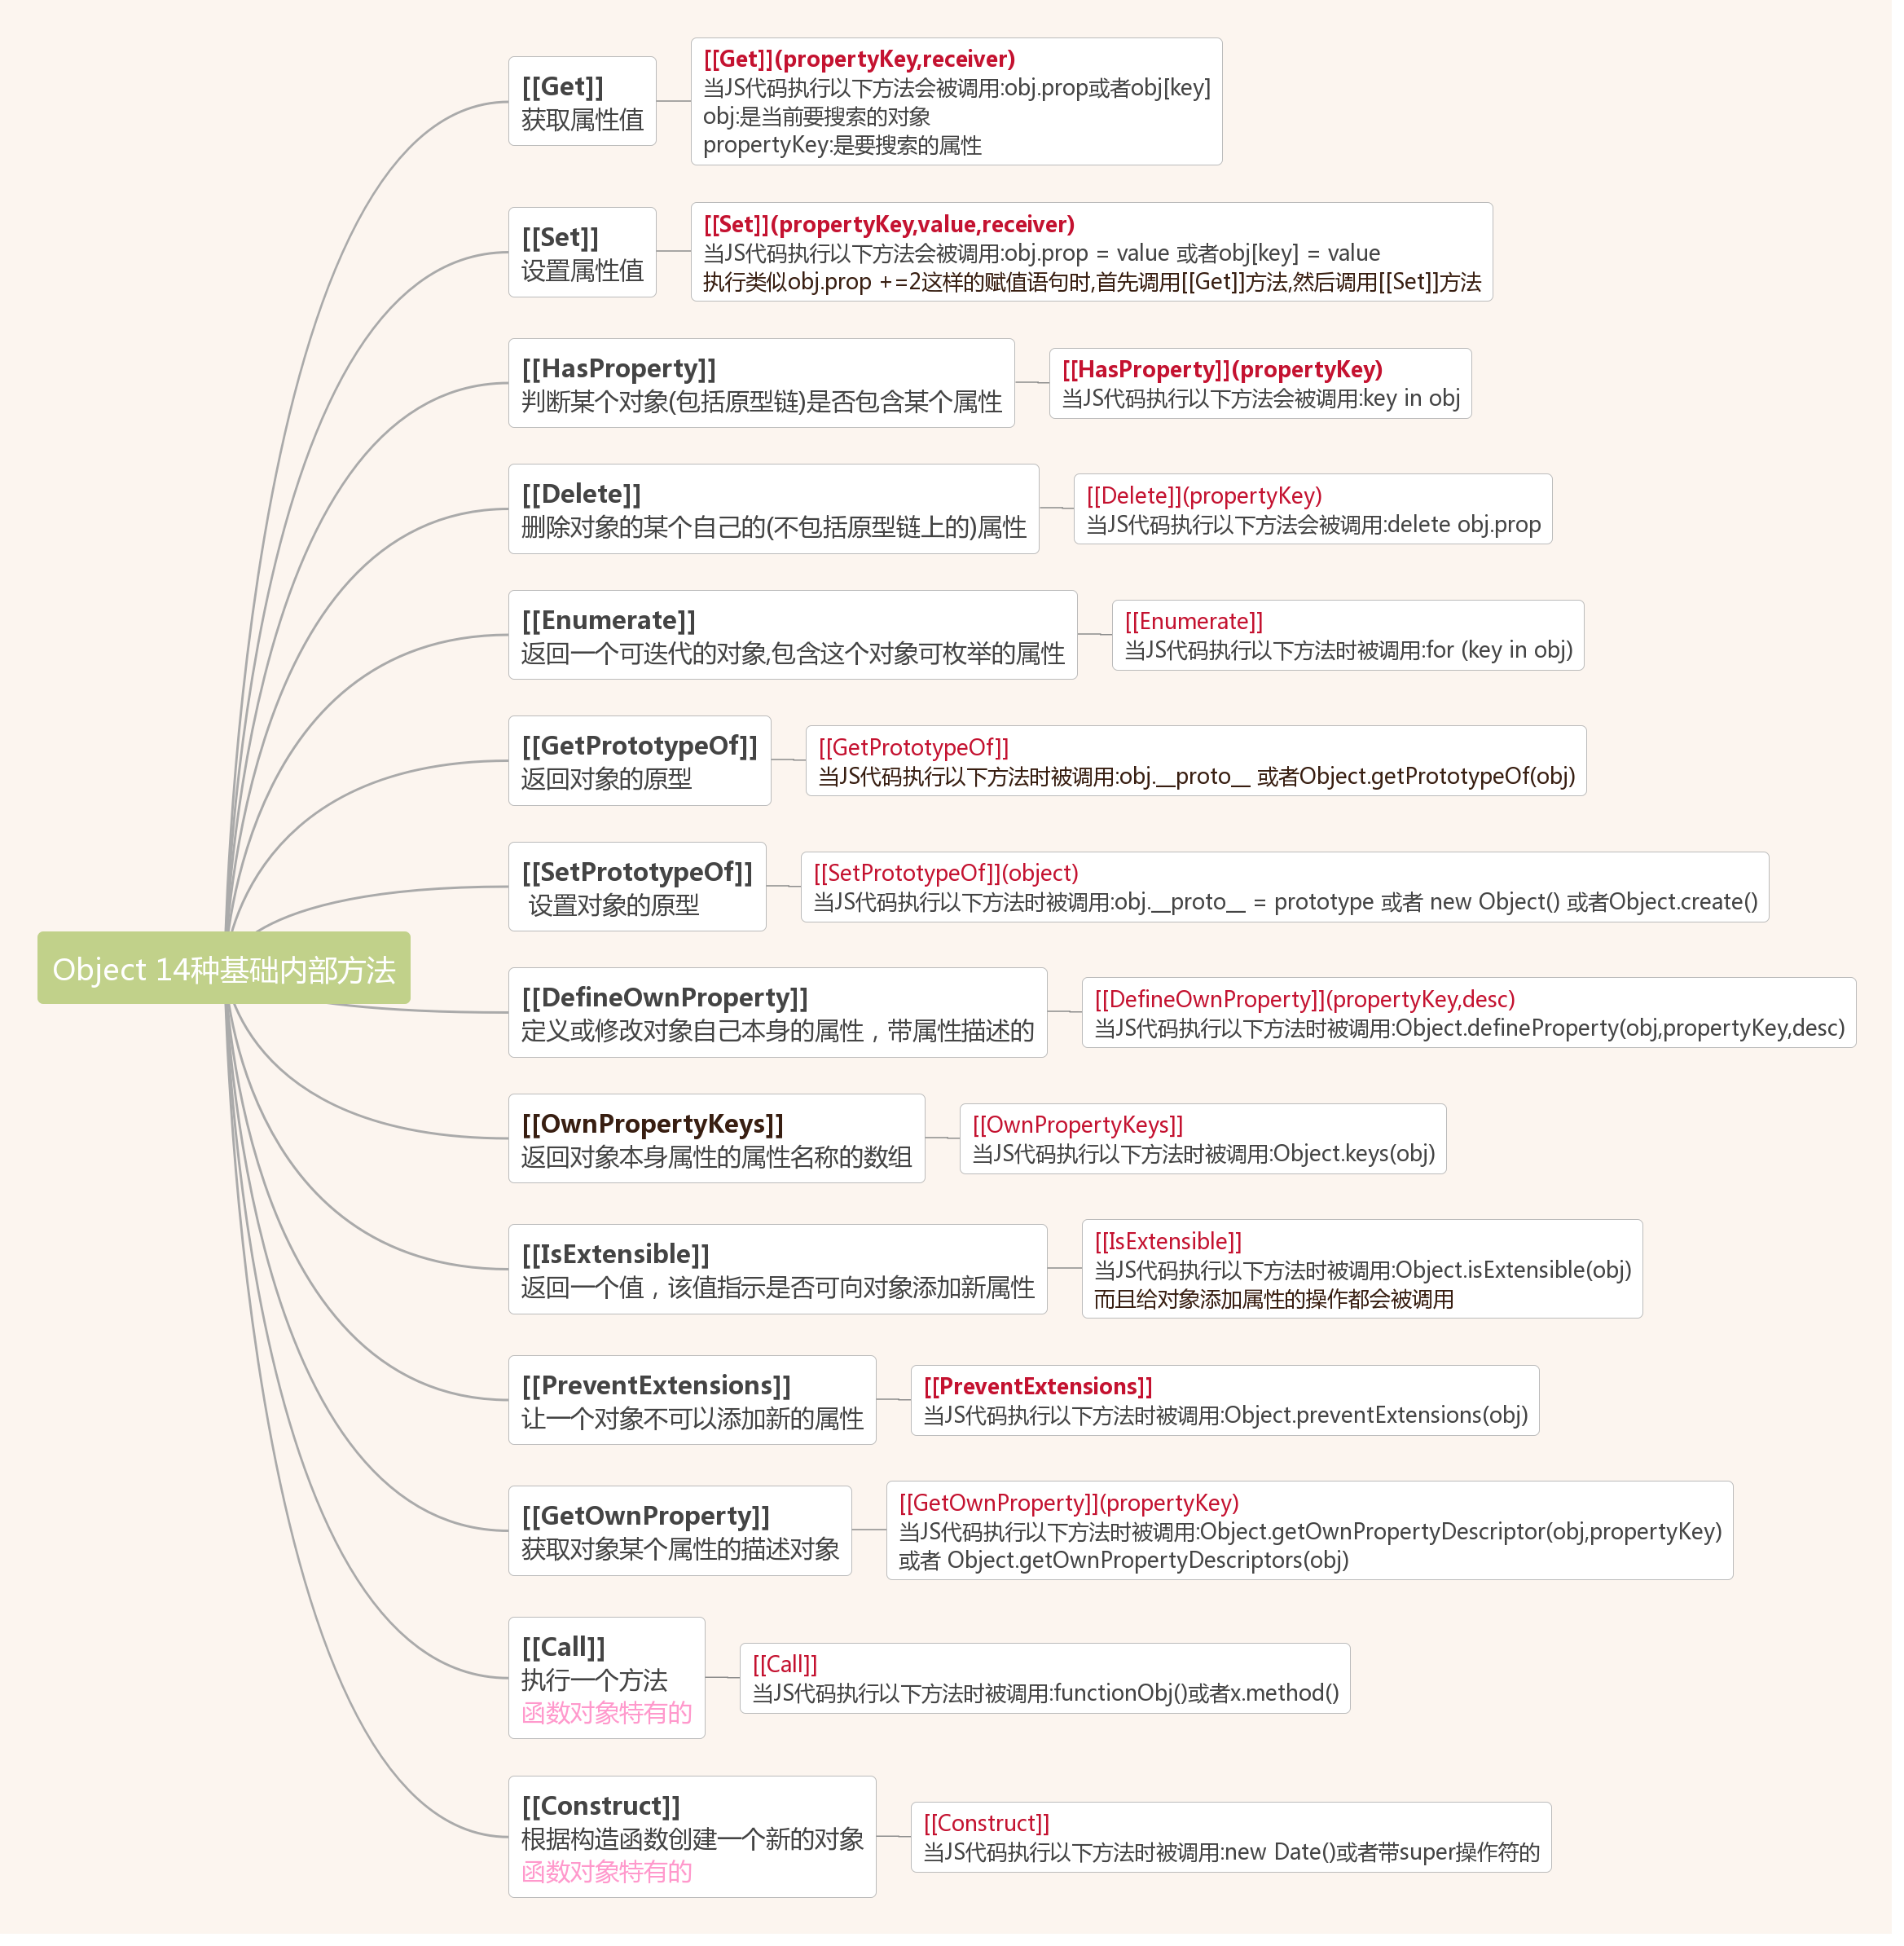 Object 14种基础内部方法
[[Get]]
获取属性值
[[Get]](propertyKey,receiver)
当JS代码执行以下方法会被调用:obj.prop或者obj[key]
obj:是当前要搜索的对象
propertyKey:是要搜索的属性
[[Set]]
设置属性值
[[Set]](propertyKey,value,receiver)
当JS代码执行以下方法会被调用:obj.prop = value 或者obj[key] = value
执行类似obj.prop +=2这样的赋值语句时,首先调用[[Get]]方法,然后调用[[Set]]方法
[[HasProperty]]
判断某个对象(包括原型链)是否包含某个属性
[[HasProperty]](propertyKey)
当JS代码执行以下方法会被调用:key in obj
[[Delete]]
删除对象的某个自己的(不包括原型链上的)属性
[[Delete]](propertyKey)
当JS代码执行以下方法会被调用:delete obj.prop
[[Enumerate]]
返回一个可迭代的对象,包含这个对象可枚举的属性
[[Enumerate]]
当JS代码执行以下方法时被调用:for (key in obj)
[[GetPrototypeOf]]
返回对象的原型
[[GetPrototypeOf]]
当JS代码执行以下方法时被调用:obj.__proto__ 或者Object.getPrototypeOf(obj)
[[SetPrototypeOf]]
设置对象的原型
[[SetPrototypeOf]](object)
当JS代码执行以下方法时被调用:obj.__proto__ = prototype 或者 new Object() 或者Object.create()
[[DefineOwnProperty]]
定义或修改对象自己本身的属性，带属性描述的
[[DefineOwnProperty]](propertyKey,desc)
当JS代码执行以下方法时被调用:Object.defineProperty(obj,propertyKey,desc)
[[OwnPropertyKeys]]
返回对象本身属性的属性名称的数组
[[OwnPropertyKeys]]
当JS代码执行以下方法时被调用:Object.keys(obj)
[[IsExtensible]]
返回一个值，该值指示是否可向对象添加新属性
[[IsExtensible]]
当JS代码执行以下方法时被调用:Object.isExtensible(obj)
而且给对象添加属性的操作都会被调用
[[PreventExtensions]]
让一个对象不可以添加新的属性
[[PreventExtensions]]
当JS代码执行以下方法时被调用:Object.preventExtensions(obj)
[[GetOwnProperty]]
获取对象某个属性的描述对象
[[GetOwnProperty]](propertyKey)
当JS代码执行以下方法时被调用:Object.getOwnPropertyDescriptor(obj,propertyKey)
或者 Object.getOwnPropertyDescriptors(obj)
[[Call]]
执行一个方法
函数对象特有的
[[Call]]
当JS代码执行以下方法时被调用:functionObj()或者x.method()
[[Construct]]
根据构造函数创建一个新的对象
函数对象特有的
[[Construct]]
当JS代码执行以下方法时被调用:new Date()或者带super操作符的